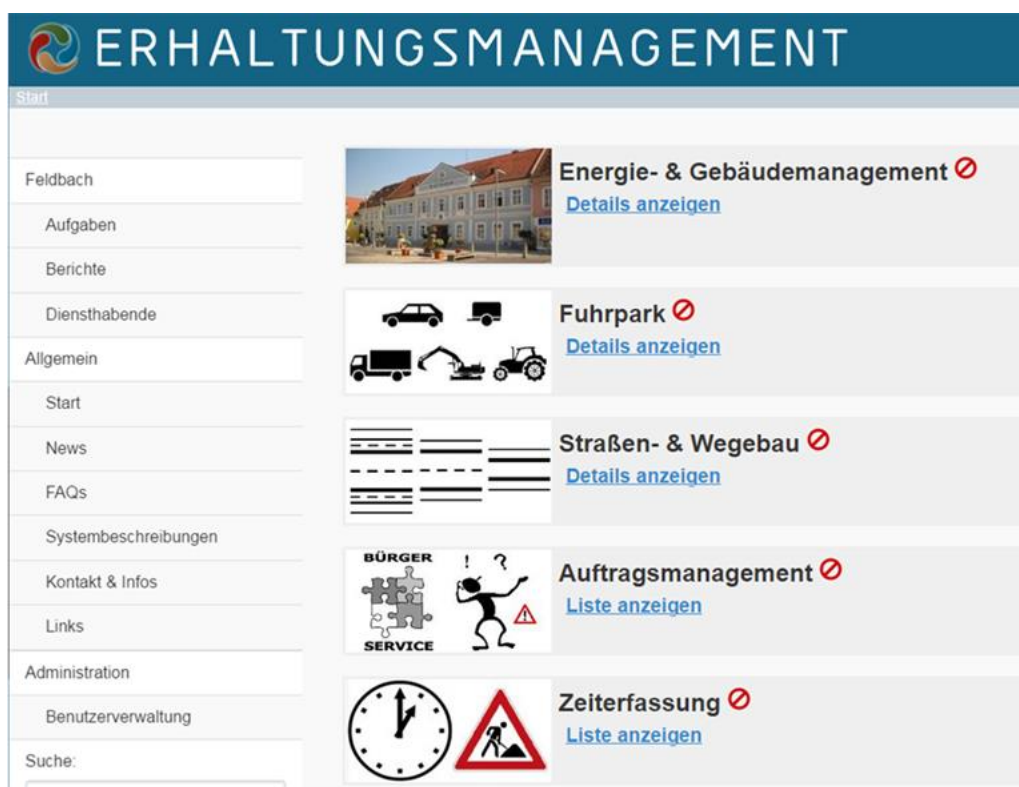 ERHALTUNGSMANAGEMENT
Start
Feldbach
Aufgaben
Berichte
Diensthabende
Allgemein
Start
News
FAQs
Systembeschreibungen
Kontakt & Infos
Links
Administration
Benutzerverwaltung
Suche:
Energie- & Gebäudemanagement
Details anzeigen
Fuhrpark
Details anzeigen
Straßen- & Wegebau
Details anzeigen
BÜRGER
! ?
!
SERVICE
Auftragsmanagement
Liste anzeigen
Zeiterfassung
Liste anzeigen